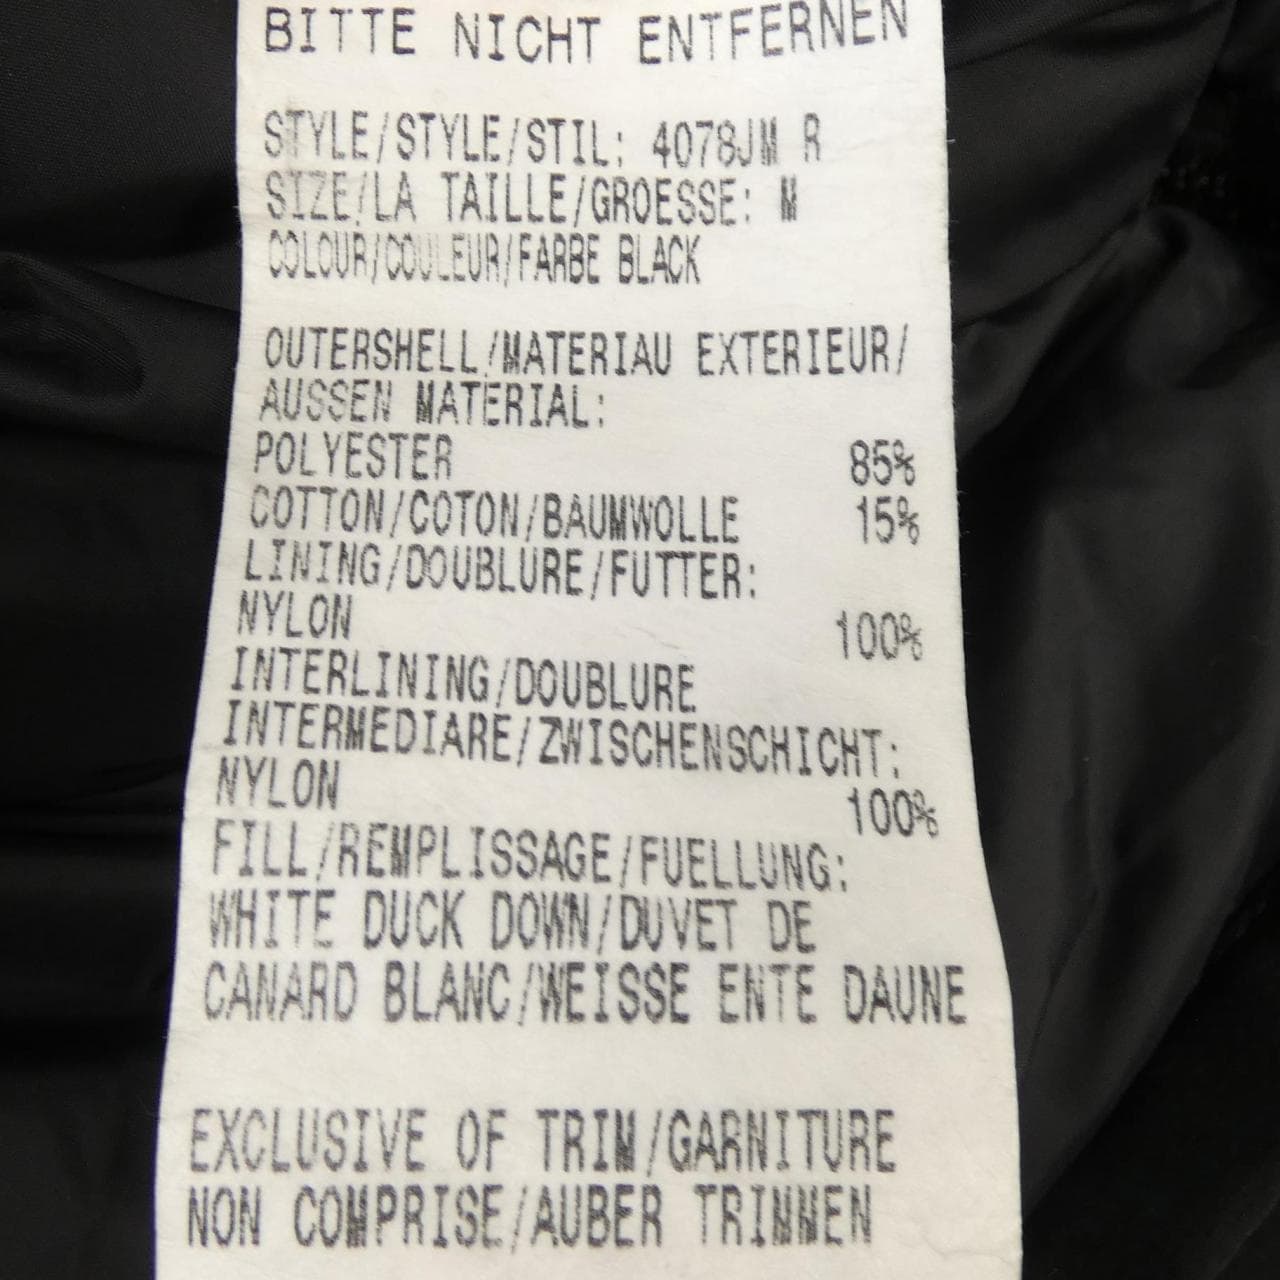 BITTE NICHT ENTFERNEN
STYLE/STYLE/STIL: 4078JM R
SIZE/LA TAILLE/GROESSE: M
COLOUR/COULEUR/FARBE BLACK
OUTERSHELL/MATERIAU EXTERIEUR/
AUSSEN MATERIAL:
POLYESTER 85%
COTTON/COTON/BAUMWOLLE 15%
LINING/DOUBLURE/FUTTER:
NYLON 100%
INTERLINING/DOUBLURE
INTERMEDIARE/ZWISCHENSCHICHT:
NYLON 100%
FILL/REMPLISSAGE/FUELLUNG:
WHITE DUCK DOWN/DUVET DE
CANARD BLANC/WEISSE ENTE DAUNE
EXCLUSIVE OF TRIM/GARNITURE
NON COMPRISE/AUBER TRIMMEN